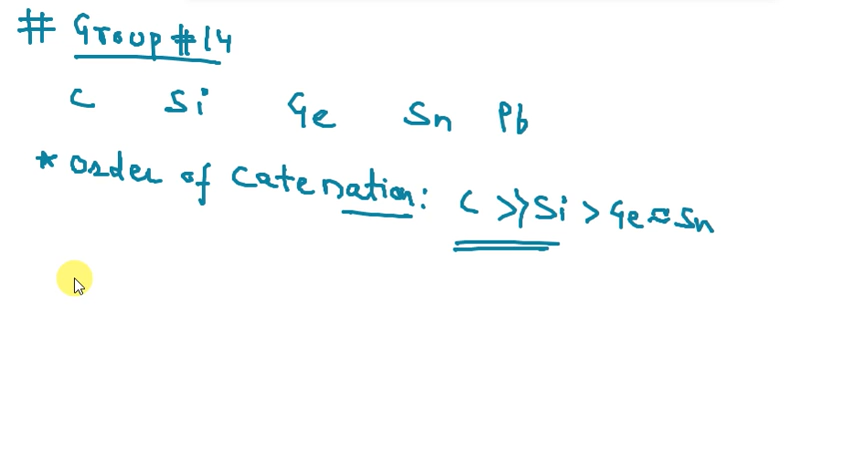 # Group #14
C Si Ge Sn Pb
* Order of Catenation: C >> Si > Ge ≈ Sn